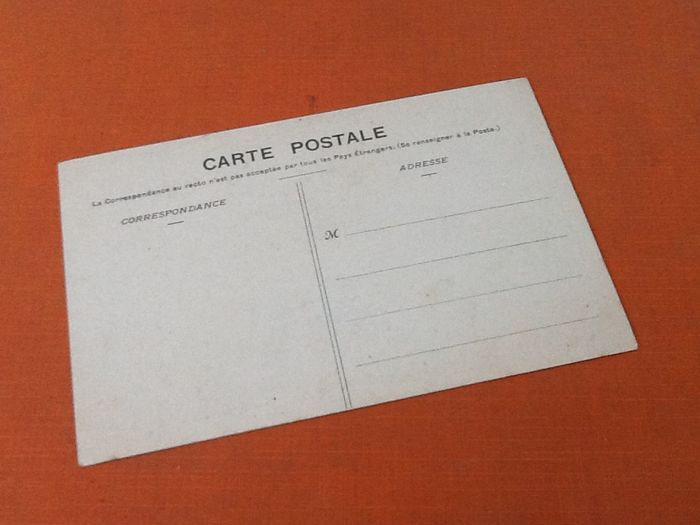 CARTE POSTALE
La Correspondance au recto n'est pas acceptée par tous les Pays Étrangers. (Se renseigner à la Poste.)
CORRESPONDANCE
ADRESSE
M